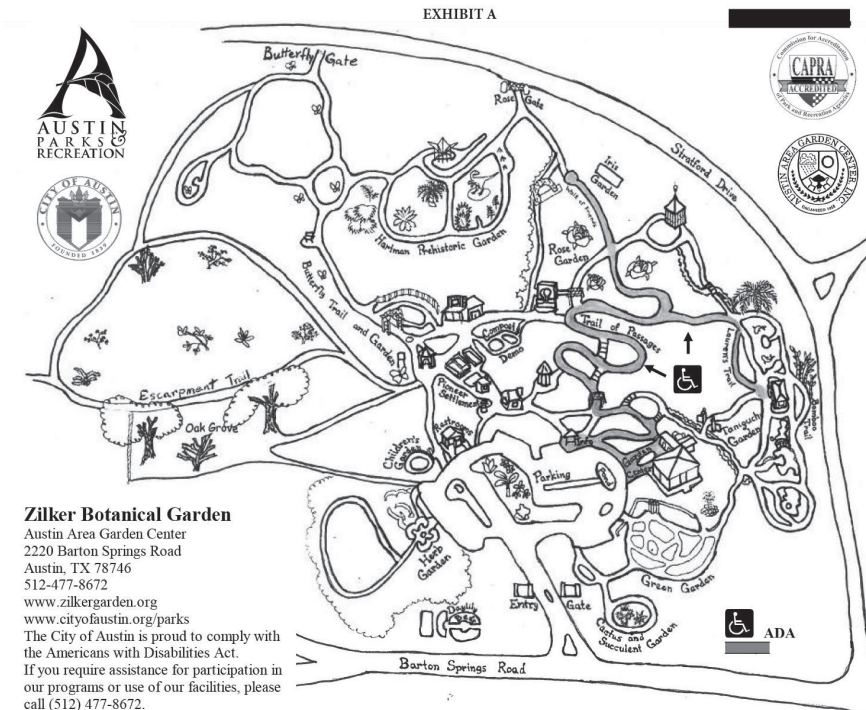 EXHIBIT A
AUSTIN
PARKS &
RECREATION
CITY OF AUSTIN
FOUNDED 1839
Commission for Accreditation
CAPRA
ACCREDITED
of Park and Recreation Agencies
AUSTIN AREA GARDEN CENTER, INC.
Butterfly Gate
Rose Gate
Stratford Drive
Iris
Garden
Walk of Friends
Rose
Garden
Hartman Prehistoric Garden
Butterfly Trail and Garden
Trail of Passages
Compost
Demo
Pioneer
Settlement
Escarpment Trail
Oak Grove
Children's
Garden
Restrooms
Taniguchi
Garden
Bamboo
Trail
Parking
Garden
Center
Herb
Garden
Green Garden
Entry Gate
Daylily
Cactus and
Succulent Garden
Barton Springs Road
ADA
Zilker Botanical Garden
Austin Area Garden Center
2220 Barton Springs Road
Austin, TX 78746
512-477-8672
www.zilkergarden.org
www.cityofaustin.org/parks
The City of Austin is proud to comply with
the Americans with Disabilities Act.
If you require assistance for participation in
our programs or use of our facilities, please
call (512) 477-8672.